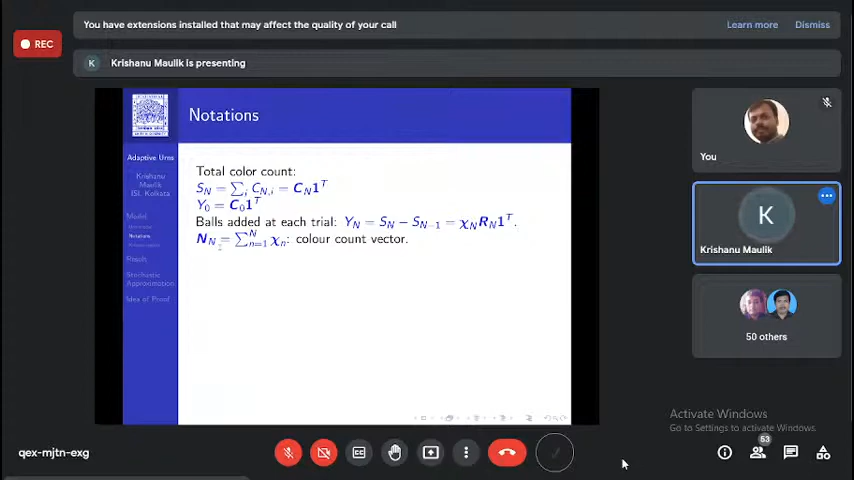 You have extensions installed that may affect the quality of your call
Learn more
Dismiss
REC
K
Krishanu Maulik is presenting
Notations
Adaptive Urns
Krishanu
Maulik
ISI, Kolkata
Model
Notations
Stochastic
Approximation
Idea of Proof
Total color count:
S_N = ∑_i C_{N,i} = C_N 1^T
Y_0 = C_0 1^T
Balls added at each trial: Y_N = S_N − S_{N−1} = χ_N R_N 1^T.
N_N = ∑_{n=1}^N χ_n: colour count vector.
You
K
Krishanu Maulik
50 others
Activate Windows
Go to Settings to activate Windows.
qex-mjtn-exg
53